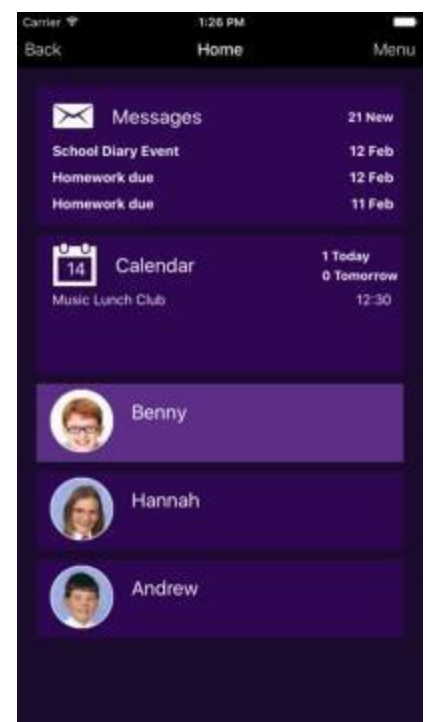 Carrier 1:26 PM
Back Home Menu
Messages 21 New
School Diary Event 12 Feb
Homework due 12 Feb
Homework due 11 Feb
1 Today
14 Calendar
0 Tomorrow
Music Lunch Club 12:30
Benny
Hannah
Andrew